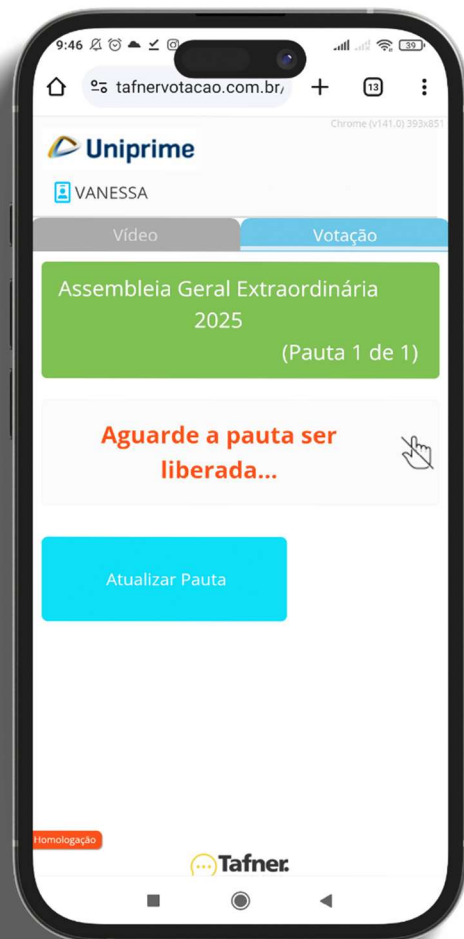 9:46 39
tafnervotacao.com.br/ 13
Chrome (v141.0) 393x851
Uniprime
VANESSA
Vídeo Votação
Assembleia Geral Extraordinária
2025
(Pauta 1 de 1)
Aguarde a pauta ser
liberada...
Atualizar Pauta
Homologação
Tafner.